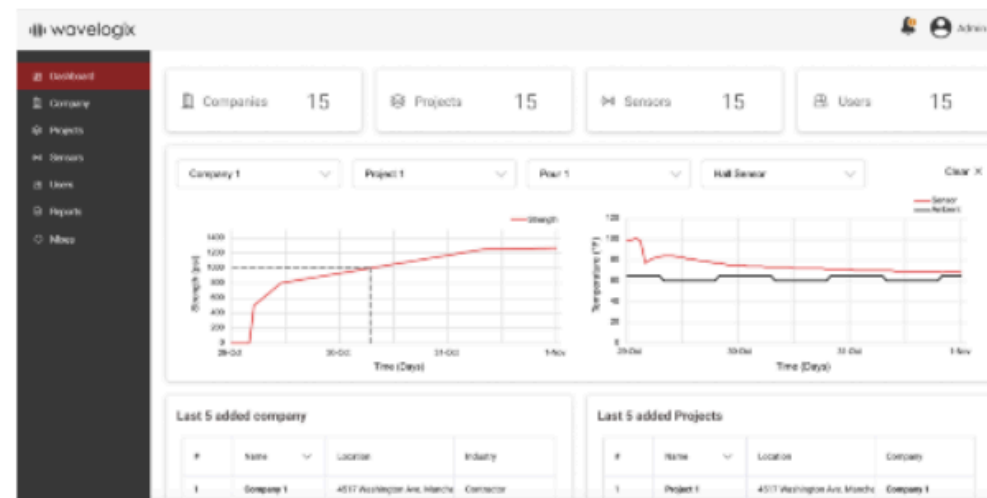 wavelogix
Admin
Dashboard
Company
Projects
Sensors
Users
Reports
Mixes
Companies 15
Projects 15
Sensors 15
Users 15
Company 1
Project 1
Pour 1
Hall Sensor
Clear ×
Strength
1400
1200
1000
800
600
400
200
0
Strength (psi)
29-Oct 30-Oct 31-Oct 1-Nov
Time (Days)
Sensor
Ambient
120
100
80
60
40
20
0
Temperature (°F)
29-Oct 30-Oct 31-Oct 1-Nov
Time (Days)
Last 5 added company
# Name Location Industry
1 Company 1 4517 Washington Ave, Manche Contractor
Last 5 added Projects
# Name Location Company
1 Project 1 4517 Washington Ave, Manche Company 1